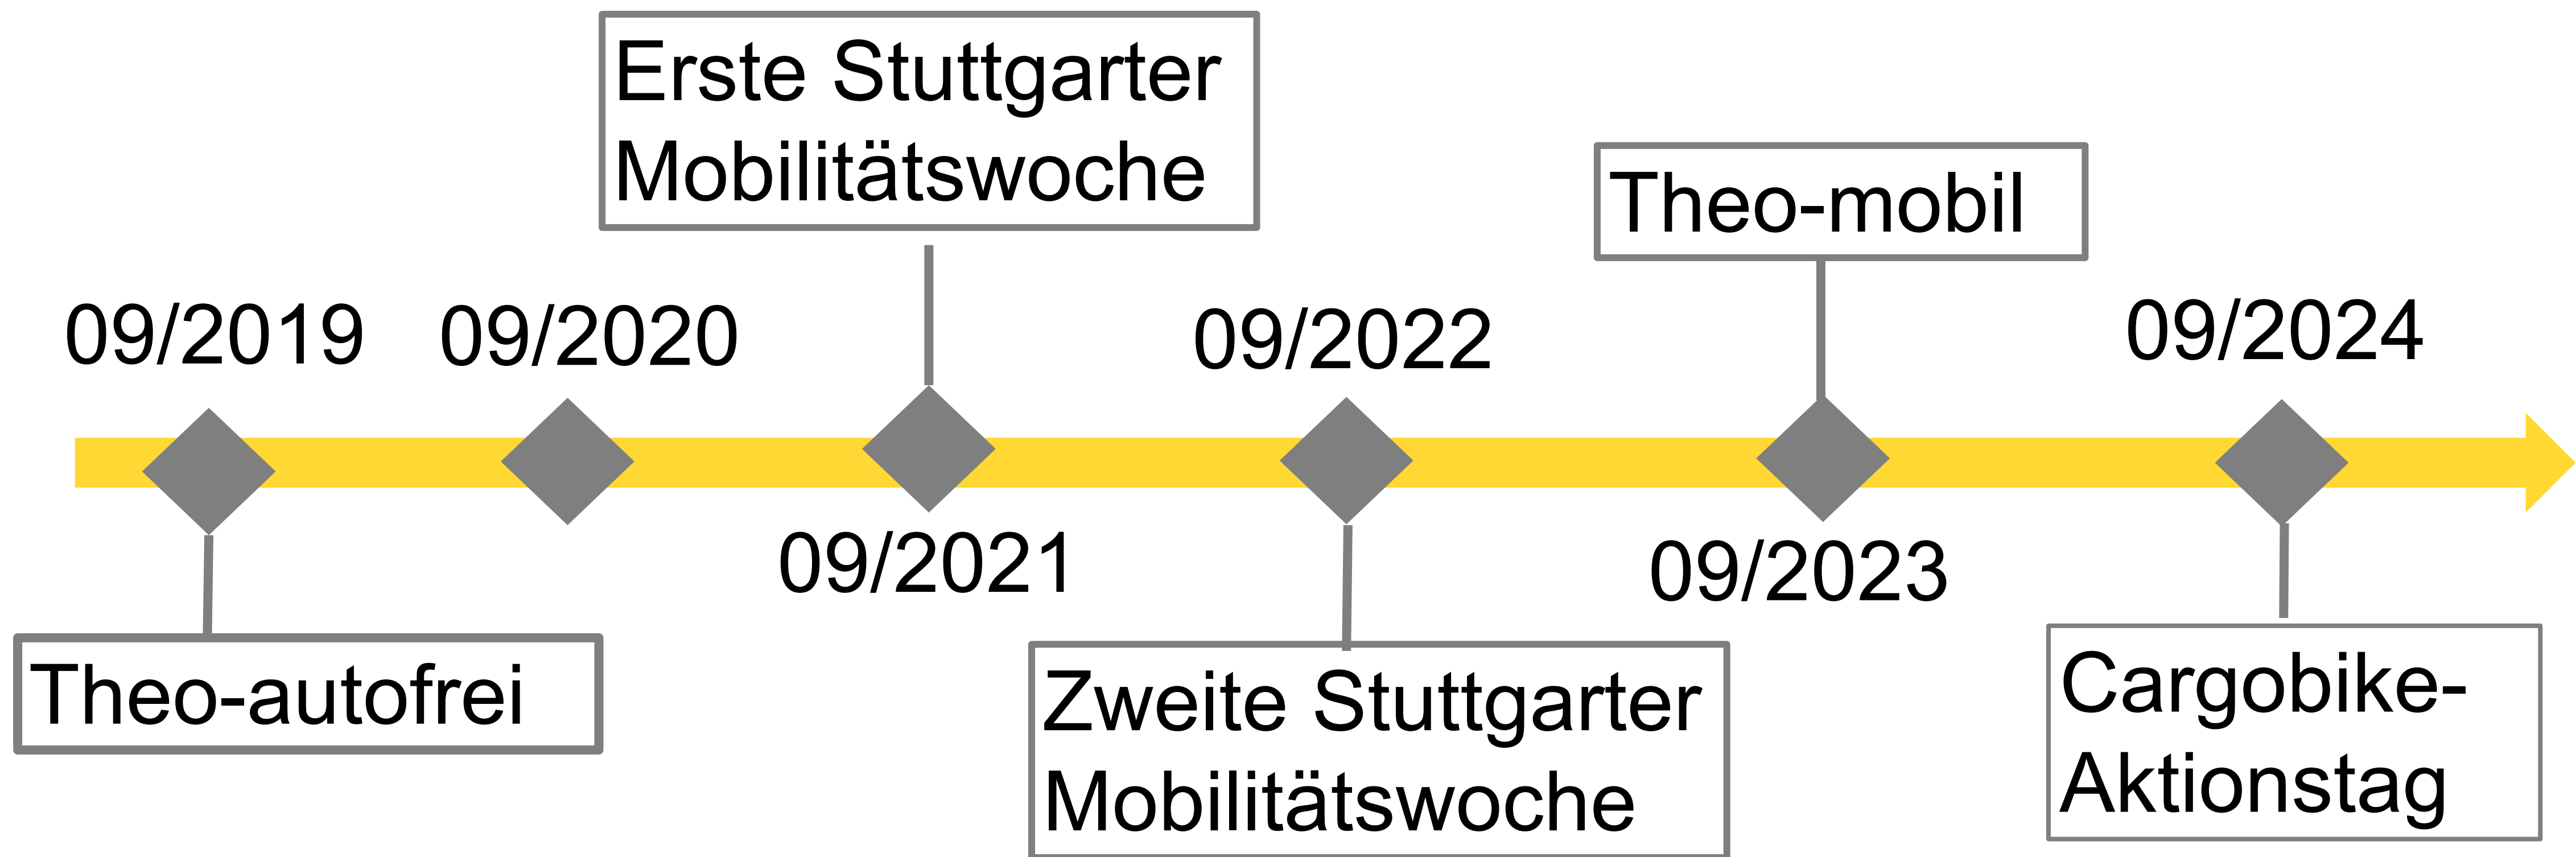 Erste Stuttgarter
Mobilitätswoche
Theo-mobil
09/2019
09/2020
09/2022
09/2024
09/2021
09/2023
Theo-autofrei
Zweite Stuttgarter
Mobilitätswoche
Cargobike-
Aktionstag